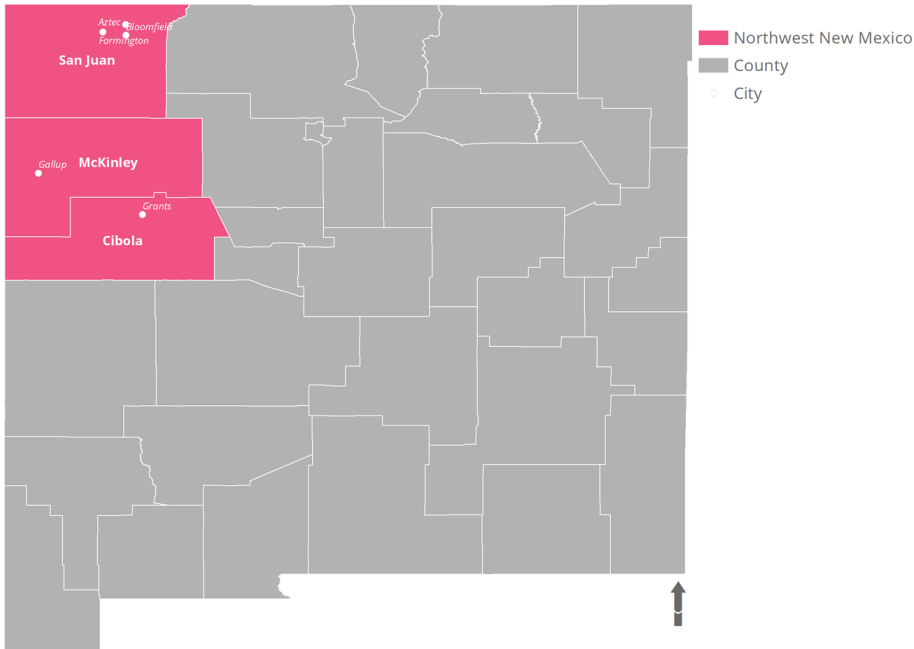 Aztec
Bloomfield
Farmington
San Juan
Gallup
McKinley
Grants
Cibola
Northwest New Mexico
County
City